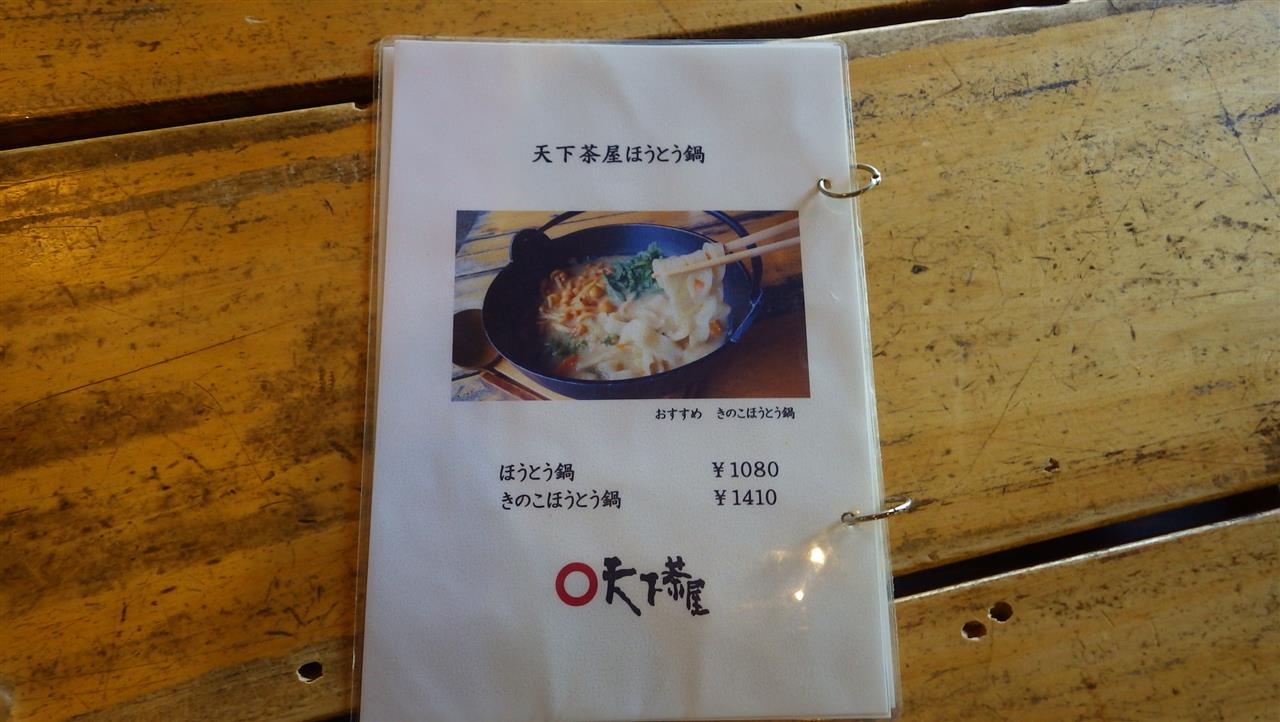 天下茶屋ほうとう鍋
おすすめ　きのこほうとう鍋
ほうとう鍋　￥1080
きのこほうとう鍋　￥1410
天下茶屋